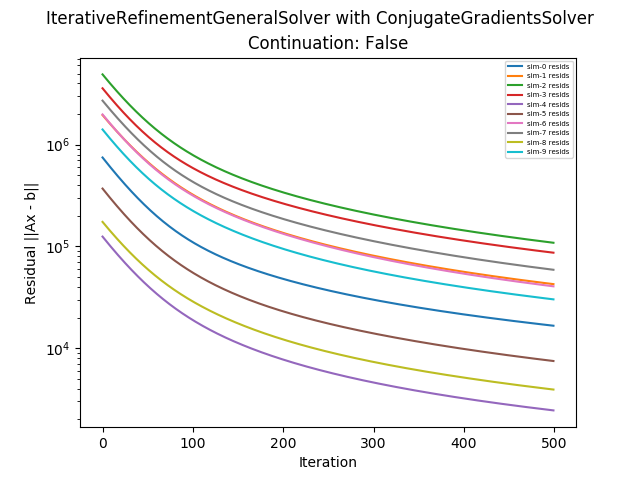 IterativeRefinementGeneralSolver with ConjugateGradientsSolver
Continuation: False
Residual ||Ax - b||
10^6
10^5
10^4
sim-0 resids
sim-1 resids
sim-2 resids
sim-3 resids
sim-4 resids
sim-5 resids
sim-6 resids
sim-7 resids
sim-8 resids
sim-9 resids
0 100 200 300 400 500
Iteration